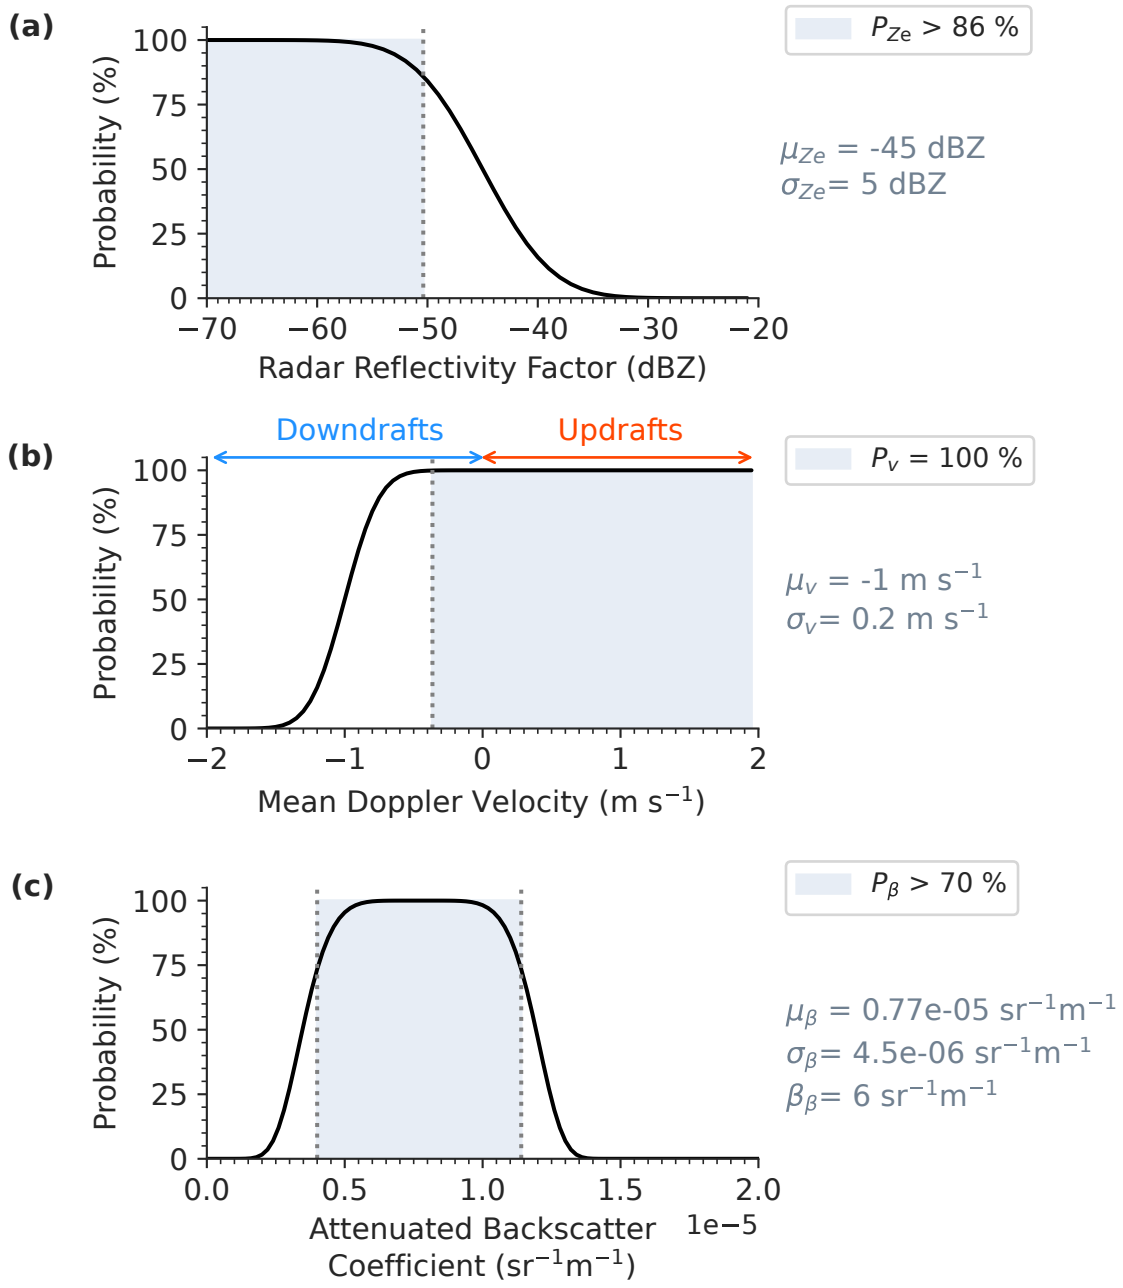 (a)
P_Ze > 86 %
100
75
50
25
0
Probability (%)
μ_Ze = -45 dBZ
σ_Ze= 5 dBZ
−70 −60 −50 −40 −30 −20
Radar Reflectivity Factor (dBZ)
(b)
Downdrafts Updrafts
P_v = 100 %
100
75
50
25
0
Probability (%)
μ_v = -1 m s⁻¹
σ_v= 0.2 m s⁻¹
−2 −1 0 1 2
Mean Doppler Velocity (m s⁻¹)
(c)
P_β > 70 %
100
75
50
25
0
Probability (%)
μ_β = 0.77e-05 sr⁻¹m⁻¹
σ_β= 4.5e-06 sr⁻¹m⁻¹
β_β= 6 sr⁻¹m⁻¹
0.0 0.5 1.0 1.5 2.0
1e−5
Attenuated Backscatter
Coefficient (sr⁻¹m⁻¹)